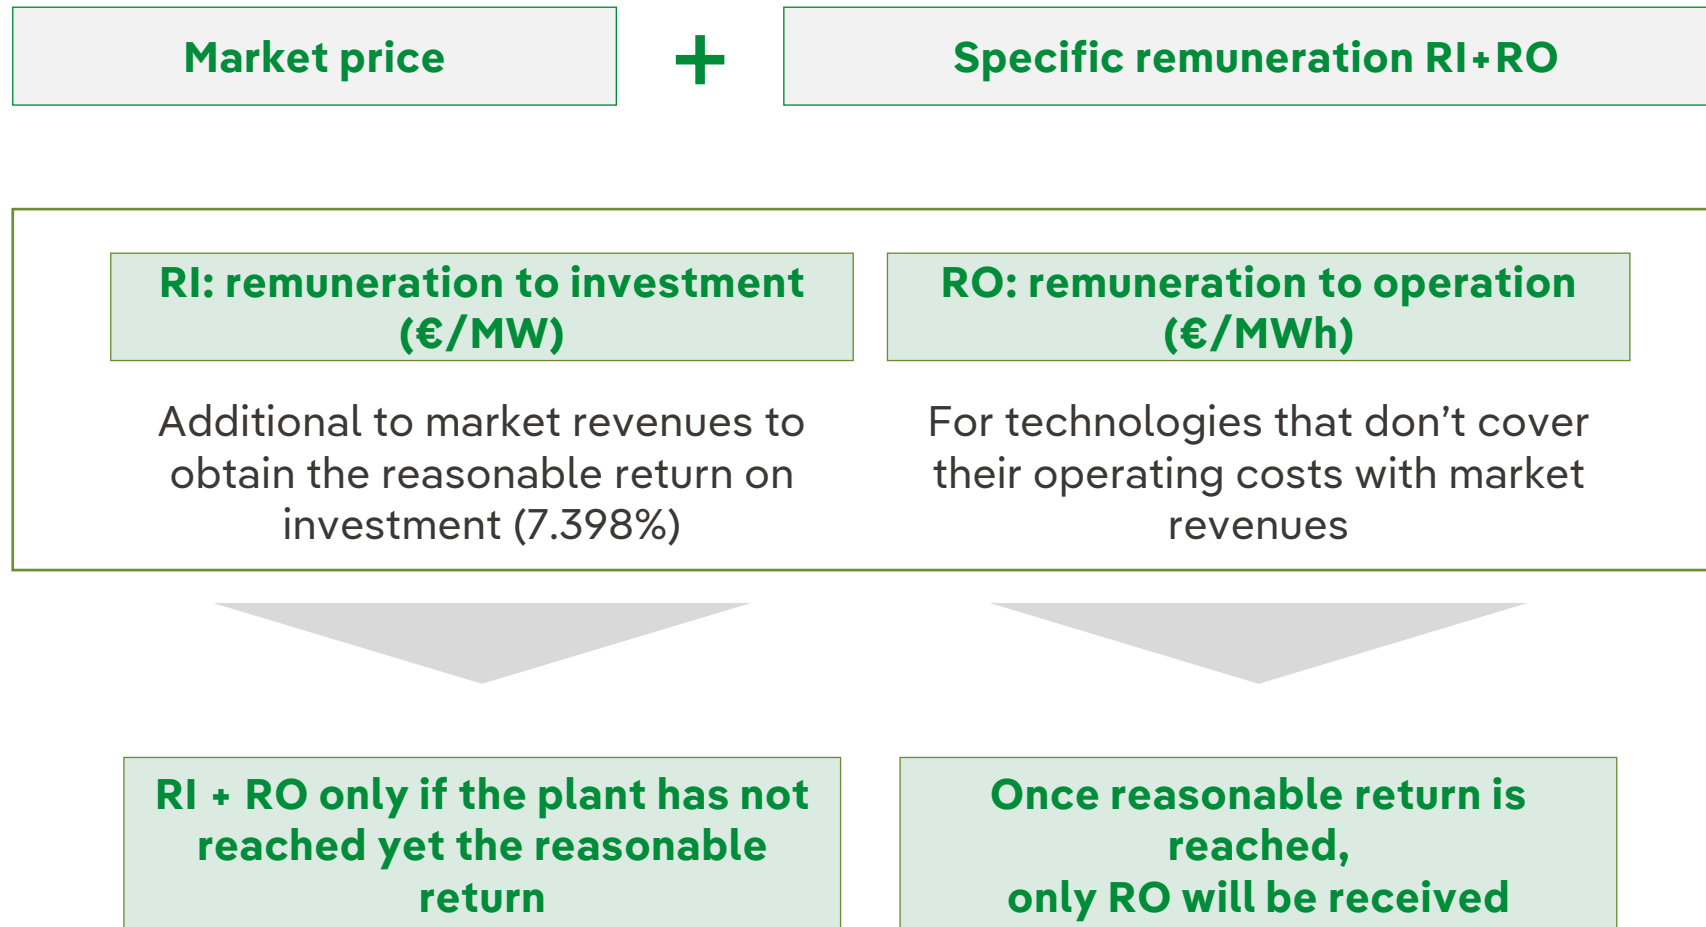 Market price
+
Specific remuneration RI+RO
RI: remuneration to investment
(€/MW)
Additional to market revenues to
obtain the reasonable return on
investment (7.398%)
RO: remuneration to operation
(€/MWh)
For technologies that don’t cover
their operating costs with market
revenues
RI + RO only if the plant has not
reached yet the reasonable
return
Once reasonable return is
reached,
only RO will be received